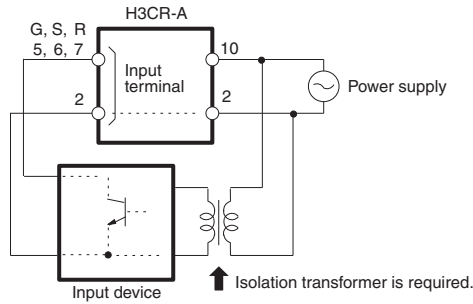 H3CR-A
G, S, R
5, 6, 7
10
Input
terminal
2
2
Power supply
Isolation transformer is required.
Input device